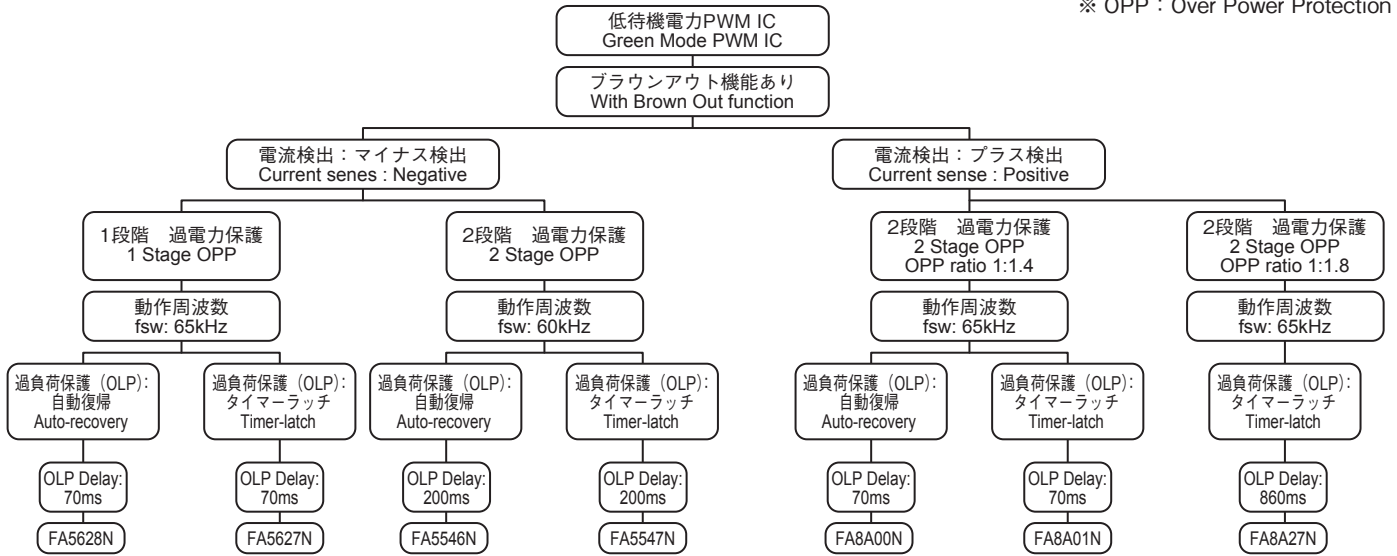 ※ OPP：Over Power Protection
低待機電力PWM IC
Green Mode PWM IC
ブラウンアウト機能あり
With Brown Out function
電流検出：マイナス検出
Current senes : Negative
電流検出：プラス検出
Current sense : Positive
1段階　過電力保護
1 Stage OPP
2段階　過電力保護
2 Stage OPP
2段階　過電力保護
2 Stage OPP
OPP ratio 1:1.4
2段階　過電力保護
2 Stage OPP
OPP ratio 1:1.8
動作周波数
fsw: 65kHz
動作周波数
fsw: 60kHz
動作周波数
fsw: 65kHz
動作周波数
fsw: 65kHz
過負荷保護（OLP）：
自動復帰
Auto-recovery
過負荷保護（OLP）：
タイマーラッチ
Timer-latch
過負荷保護（OLP）：
自動復帰
Auto-recovery
過負荷保護（OLP）：
タイマーラッチ
Timer-latch
過負荷保護（OLP）：
自動復帰
Auto-recovery
過負荷保護（OLP）：
タイマーラッチ
Timer-latch
過負荷保護（OLP）：
タイマーラッチ
Timer-latch
OLP Delay:
70ms
OLP Delay:
70ms
OLP Delay:
200ms
OLP Delay:
200ms
OLP Delay:
70ms
OLP Delay:
70ms
OLP Delay:
860ms
FA5628N
FA5627N
FA5546N
FA5547N
FA8A00N
FA8A01N
FA8A27N